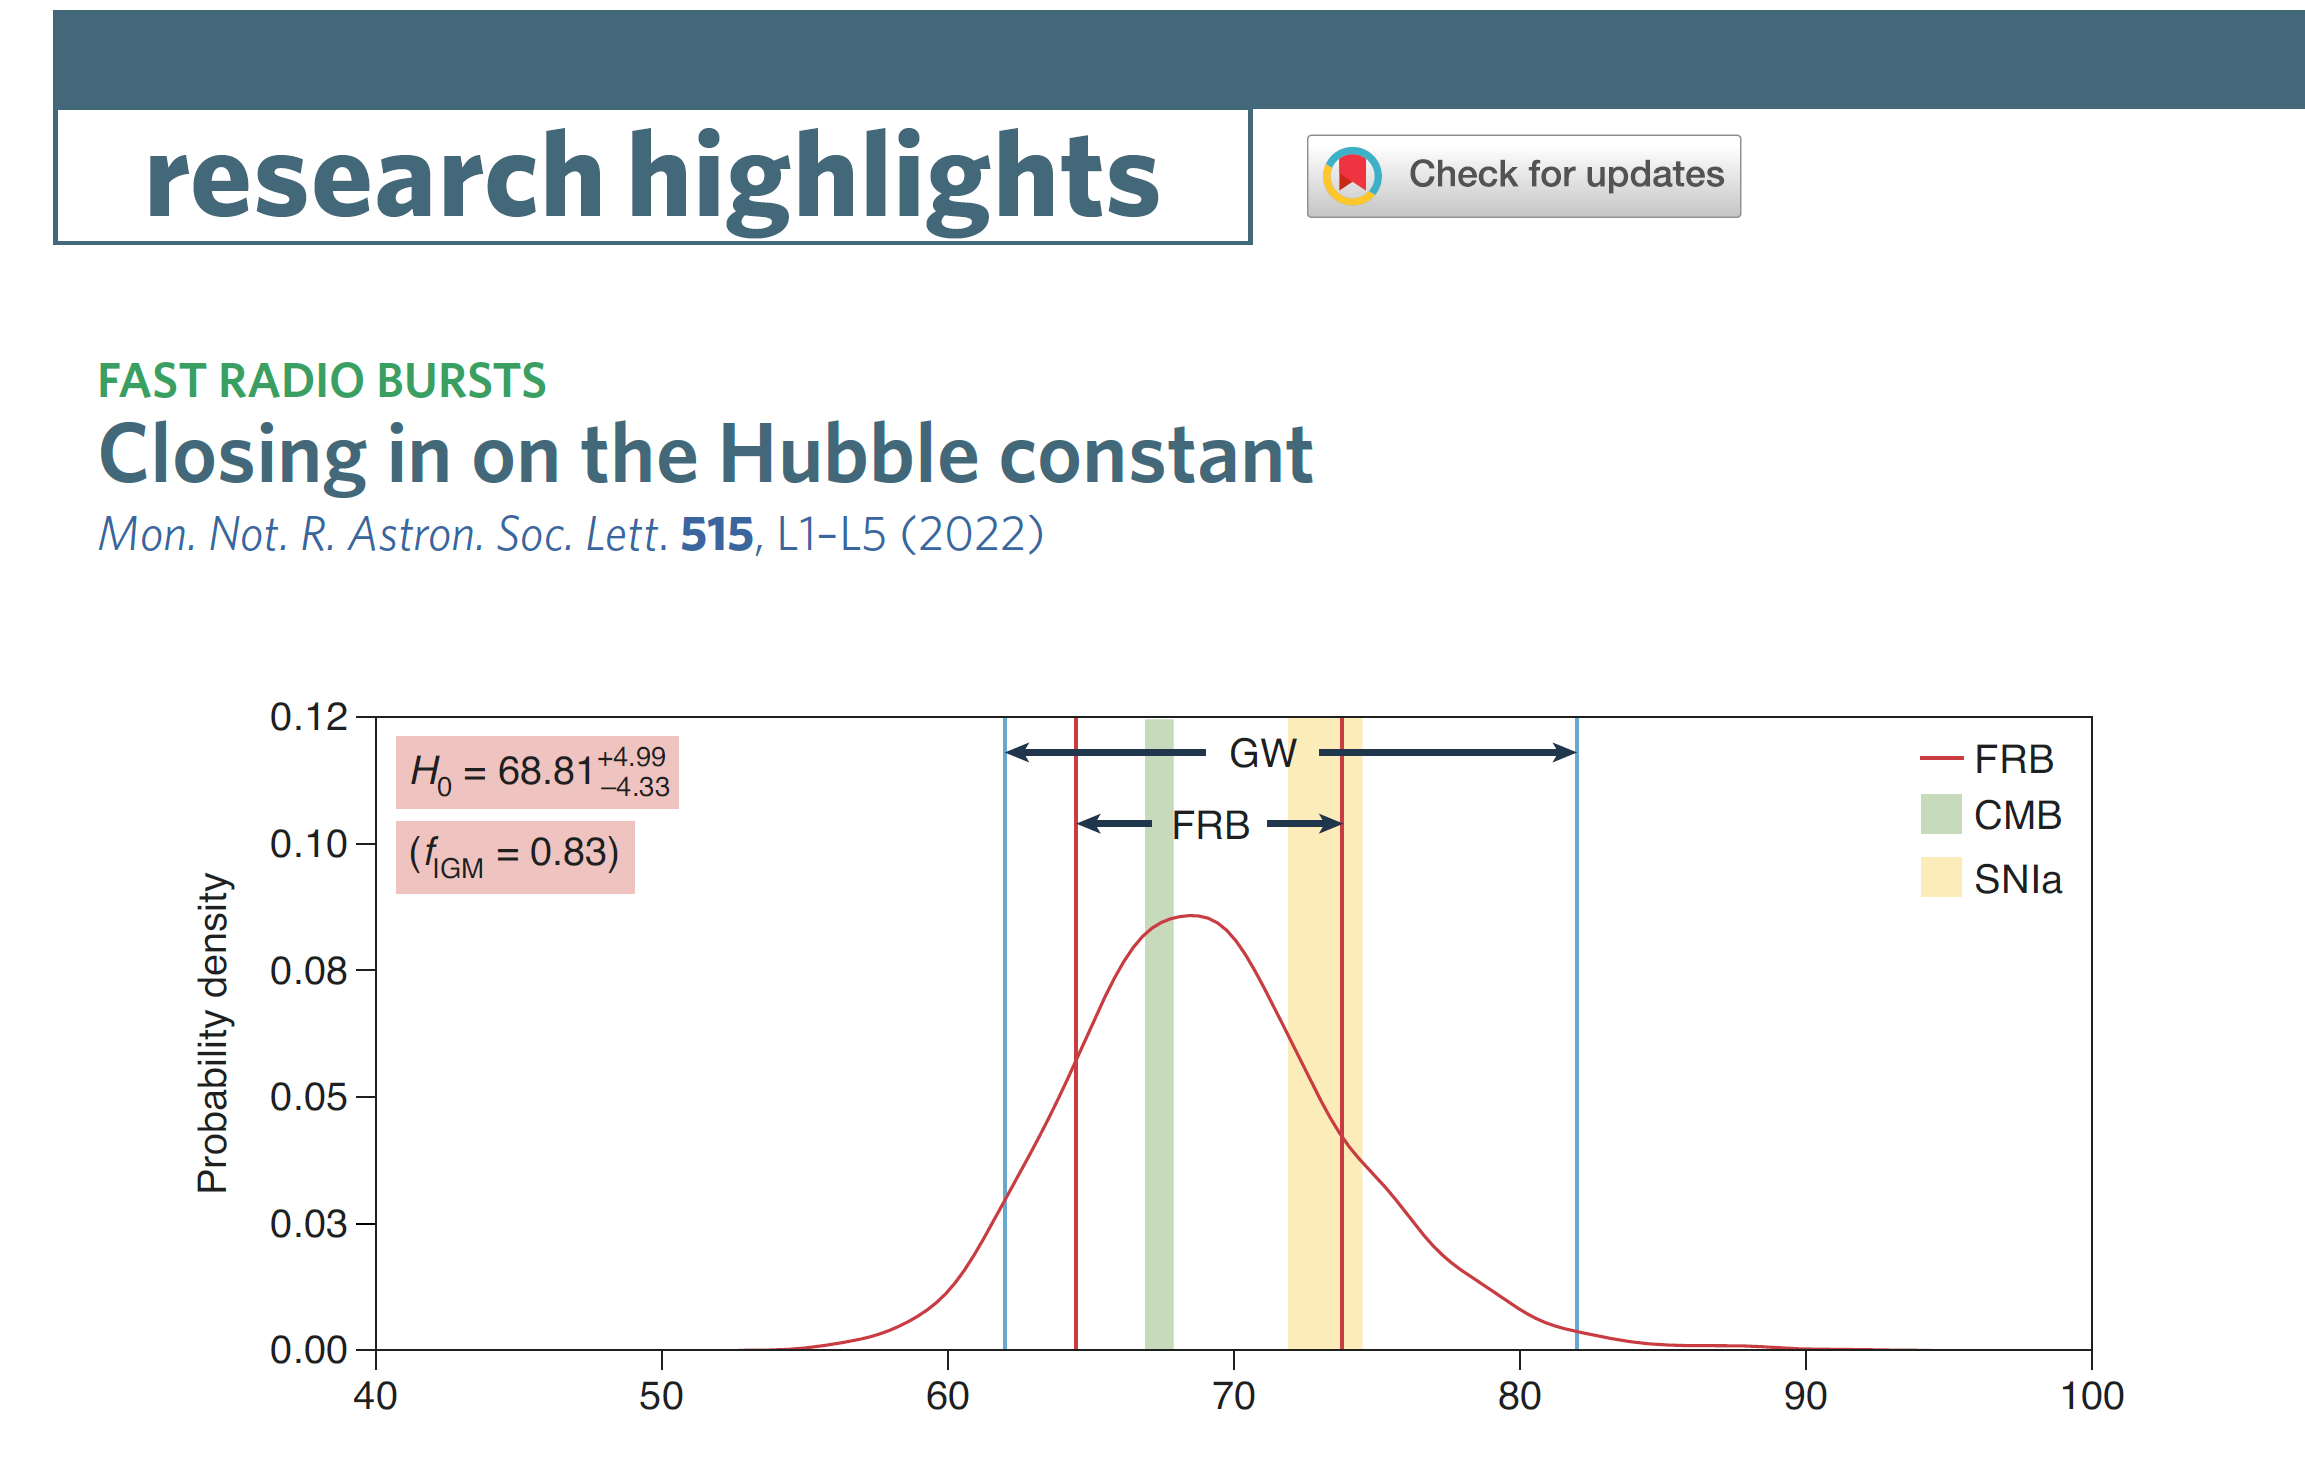 research highlights
Check for updates
FAST RADIO BURSTS
Closing in on the Hubble constant
Mon. Not. R. Astron. Soc. Lett. 515, L1–L5 (2022)
0.12
0.10
0.08
0.05
0.03
0.00
Probability density
H₀ = 68.81 +4.99 −4.33
(f_IGM = 0.83)
GW
FRB
FRB
CMB
SNIa
40 50 60 70 80 90 100